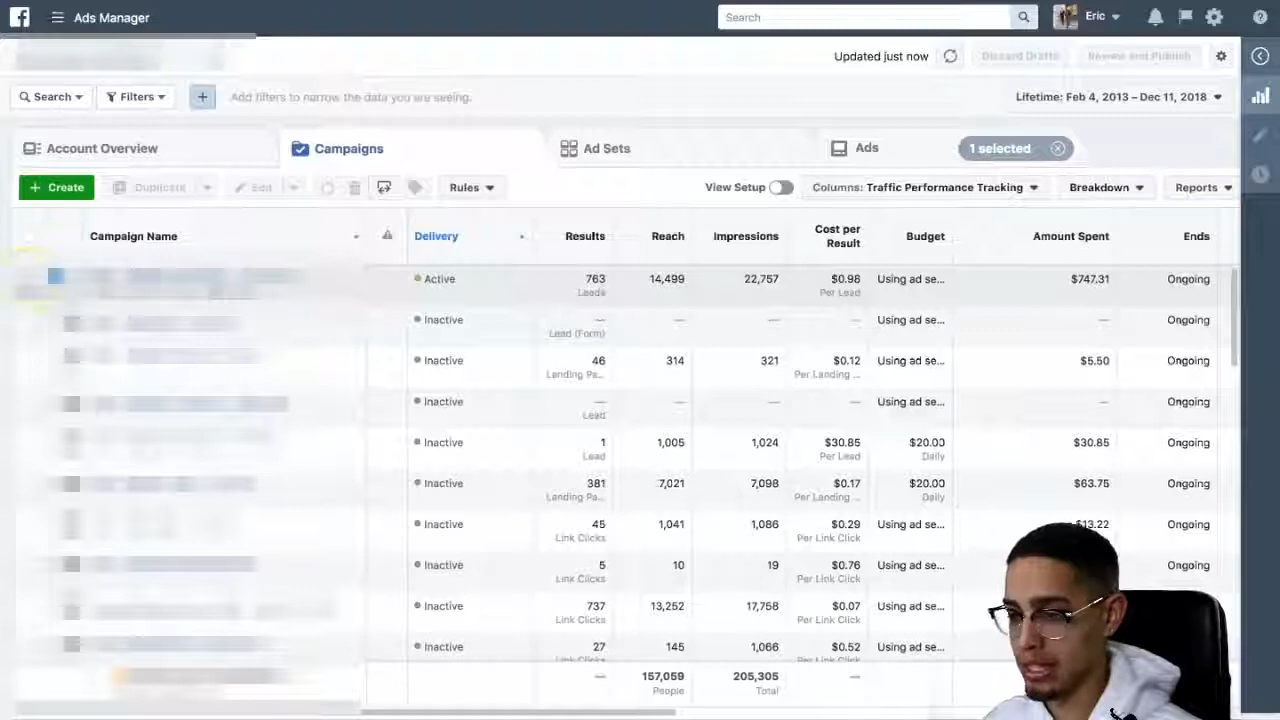 Ads Manager
Search
Eric
Updated just now
Discard Drafts
Review and Publish
Search
Filters
Add filters to narrow the data you are seeing.
Lifetime: Feb 4, 2013 – Dec 11, 2018
Account Overview
Campaigns
Ad Sets
Ads
1 selected
+ Create
Duplicate
Edit
Rules
View Setup
Columns: Traffic Performance Tracking
Breakdown
Reports
Campaign Name
Delivery
Results
Reach
Impressions
Cost per Result
Budget
Amount Spent
Ends
Active 763 14,499 22,757 $0.98 Using ad se... $747.31 Ongoing
Leads Per Lead
Inactive — — — — Using ad se... — Ongoing
Lead (Form)
Inactive 46 314 321 $0.12 Using ad se... $5.50 Ongoing
Landing Pa... Per Landing ...
Inactive — — — — Using ad se... — Ongoing
Lead
Inactive 1 1,005 1,024 $30.85 $20.00 $30.85 Ongoing
Lead Per Lead Daily
Inactive 381 7,021 7,098 $0.17 $20.00 $63.75 Ongoing
Landing Pa... Per Landing ... Daily
Inactive 45 1,041 1,086 $0.29 Using ad se... $13.22 Ongoing
Link Clicks Per Link Click
Inactive 5 10 19 $0.76 Using ad se... Ongoing
Link Clicks Per Link Click
Inactive 737 13,252 17,758 $0.07 Using ad se...
Link Clicks Per Link Click
Inactive 27 145 1,066 $0.52 Using ad se...
Link Clicks Per Link Click
— 157,059 205,305 —
People Total